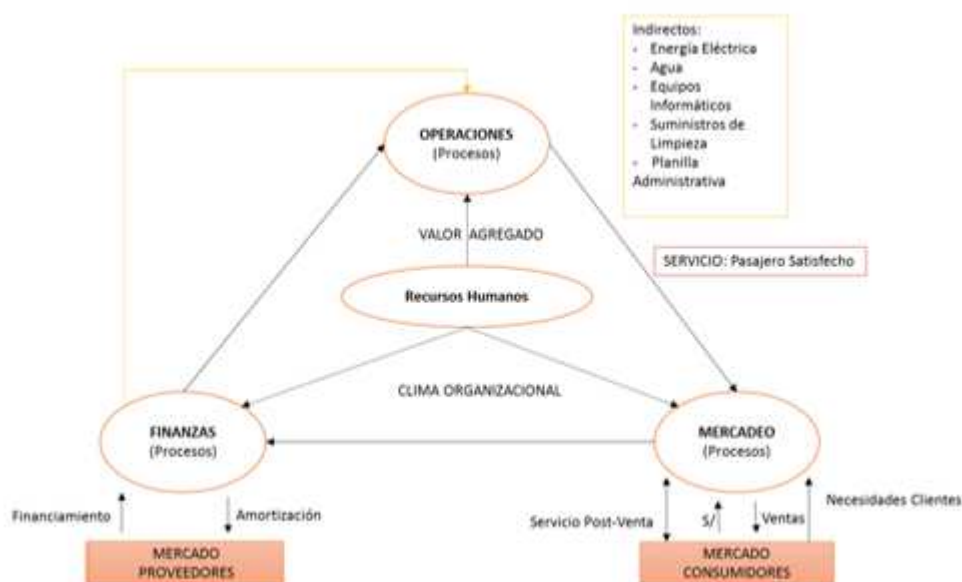 Indirectos:
- Energía Eléctrica
- Agua
- Equipos
Informáticos
- Suministros de
Limpieza
- Planilla
Administrativa
OPERACIONES
(Procesos)
VALOR AGREGADO
SERVICIO: Pasajero Satisfecho
Recursos Humanos
CLIMA ORGANIZACIONAL
FINANZAS
(Procesos)
MERCADEO
(Procesos)
Financiamiento
Amortización
Servicio Post-Venta
S/
Ventas
Necesidades Clientes
MERCADO
PROVEEDORES
MERCADO
CONSUMIDORES